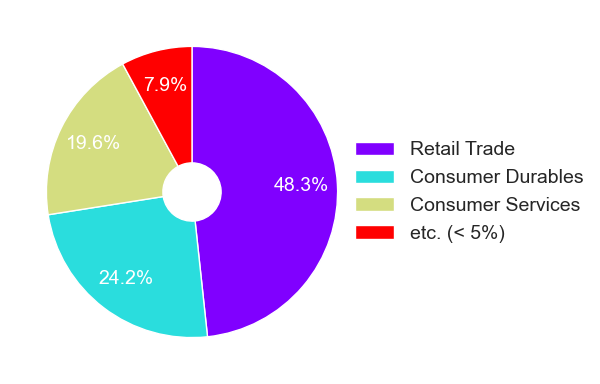 7.9%
19.6%
48.3%
24.2%
Retail Trade
Consumer Durables
Consumer Services
etc. (< 5%)